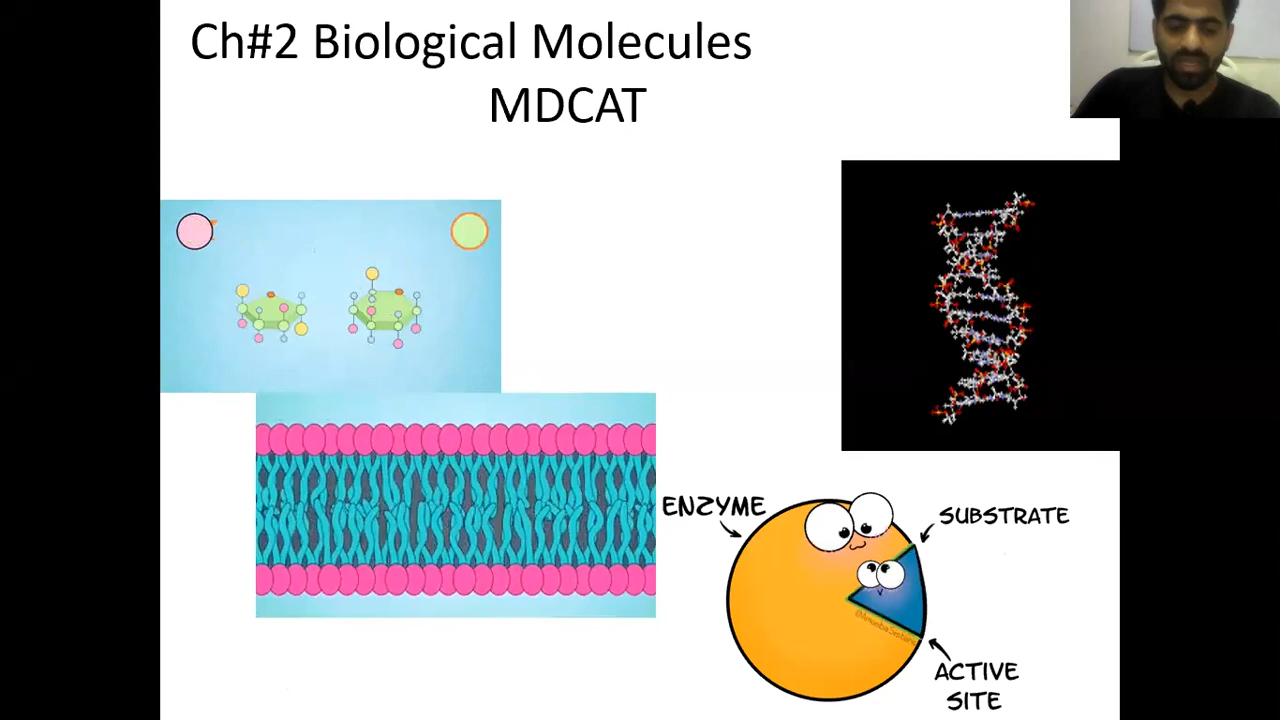 Ch#2 Biological Molecules
MDCAT
ENZYME
SUBSTRATE
ACTIVE
SITE